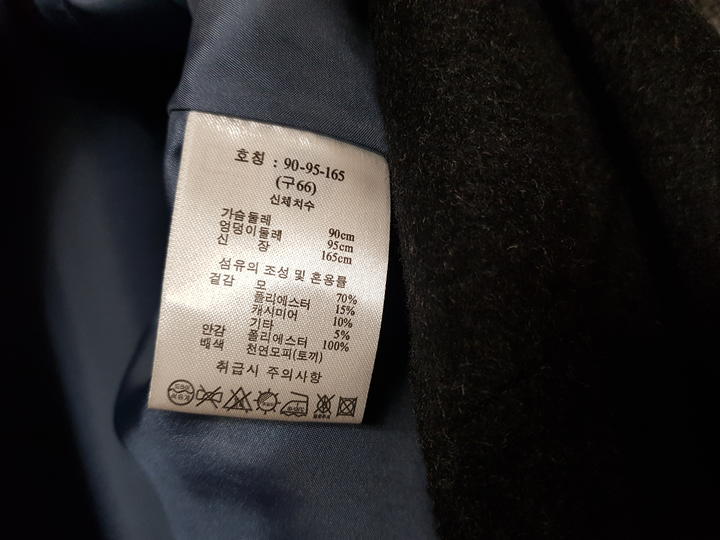 호칭 : 90-95-165
(구66)
신체치수
가슴둘레 90cm
엉덩이둘레 95cm
신 장 165cm
섬유의 조성 및 혼용률
겉감 모 70%
폴리에스터 15%
캐시미어 10%
기타 5%
안감 폴리에스터 100%
배색 천연모피(토끼)
취급시 주의사항